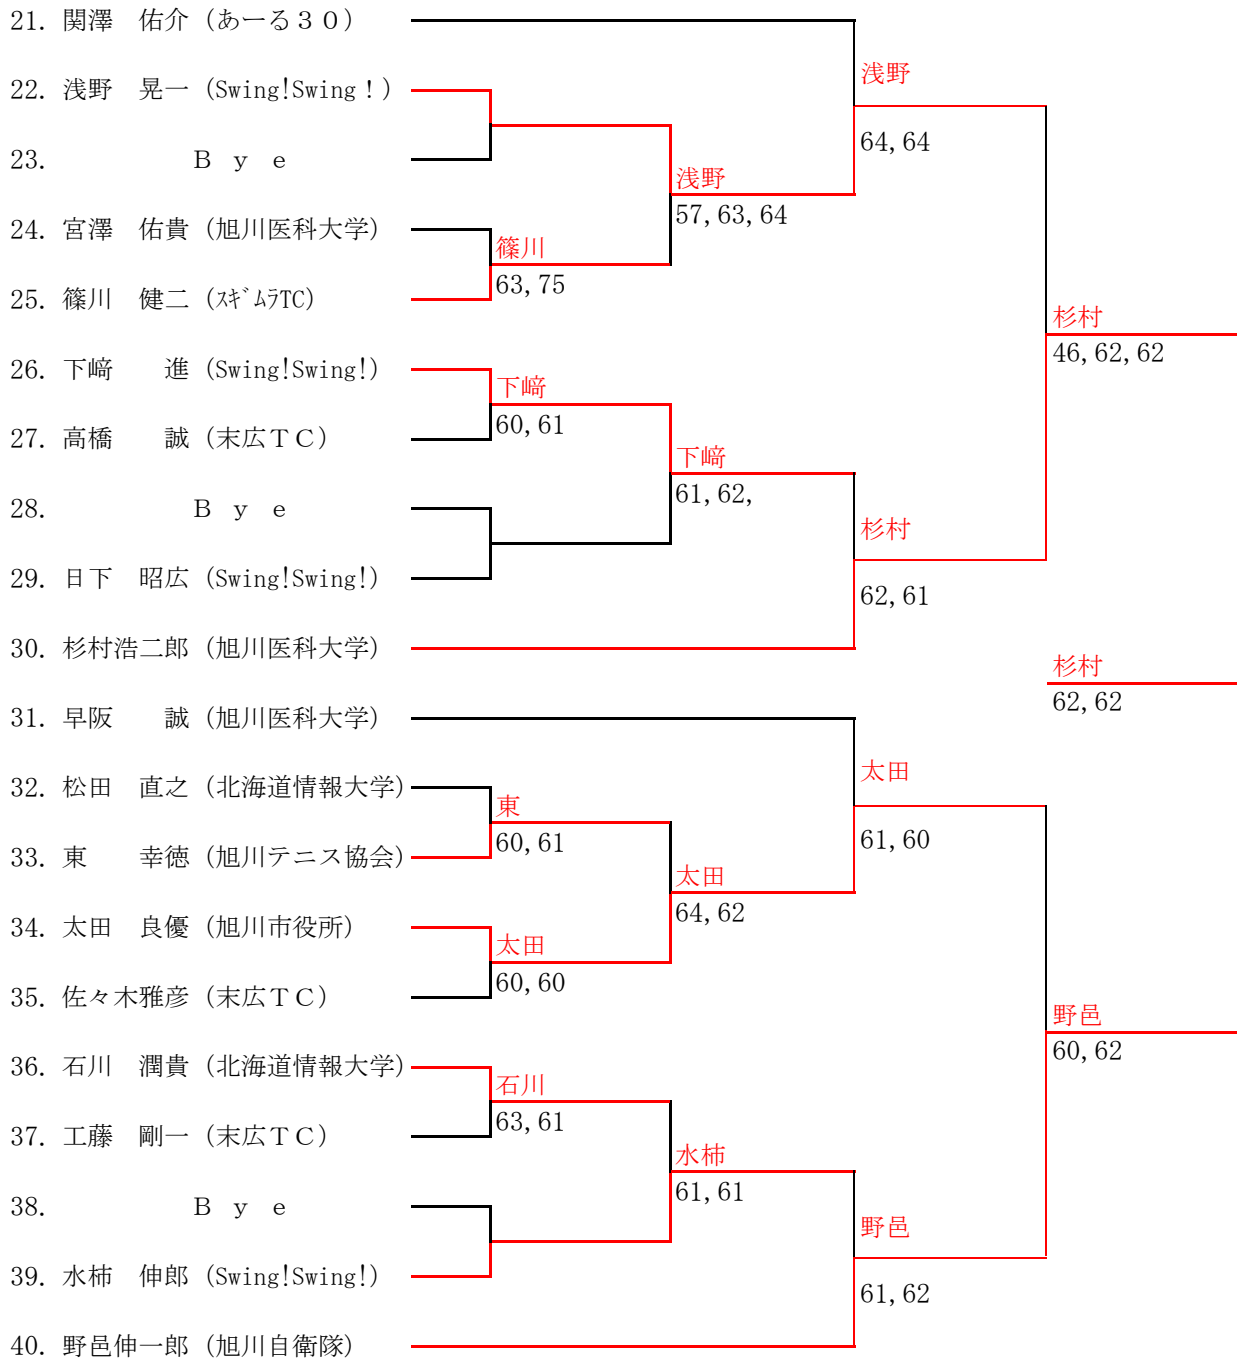 21. 関澤　佑介（あーる３０）
浅野
22. 浅野　晃一（Swing!Swing！）
64,64
23. Ｂｙｅ
浅野
57,63,64
24. 宮澤　佑貴（旭川医科大学）
篠川
63,75
25. 篠川　健二（ｽｷﾞﾑﾗTC）
杉村
46,62,62
26. 下﨑　　進（Swing!Swing!）
下﨑
60,61
27. 高橋　　誠（末広ＴＣ）
下﨑
61,62,
28. Ｂｙｅ
杉村
29. 日下　昭広（Swing!Swing!）
62,61
30. 杉村浩二郎（旭川医科大学）
杉村
62,62
31. 早阪　　誠（旭川医科大学）
太田
32. 松田　直之（北海道情報大学）
東
60,61
61,60
33. 東　　幸徳（旭川テニス協会）
太田
64,62
34. 太田　良優（旭川市役所）
太田
60,60
35. 佐々木雅彦（末広ＴＣ）
野邑
60,62
36. 石川　潤貴（北海道情報大学）
石川
63,61
37. 工藤　剛一（末広ＴＣ）
水柿
61,61
38. Ｂｙｅ
野邑
39. 水柿　伸郎（Swing!Swing!）
61,62
40. 野邑伸一郎（旭川自衛隊）